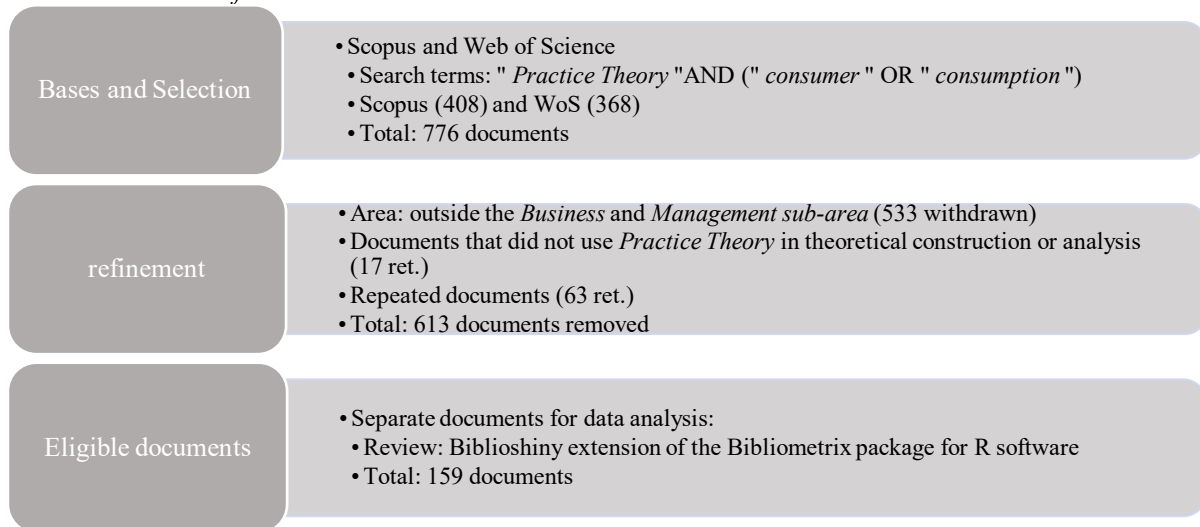 Bases and Selection
• Scopus and Web of Science
• Search terms: " Practice Theory "AND (" consumer " OR " consumption ")
• Scopus (408) and WoS (368)
• Total: 776 documents
refinement
• Area: outside the Business and Management sub-area (533 withdrawn)
• Documents that did not use Practice Theory in theoretical construction or analysis
(17 ret.)
• Repeated documents (63 ret.)
• Total: 613 documents removed
Eligible documents
• Separate documents for data analysis:
• Review: Biblioshiny extension of the Bibliometrix package for R software
• Total: 159 documents